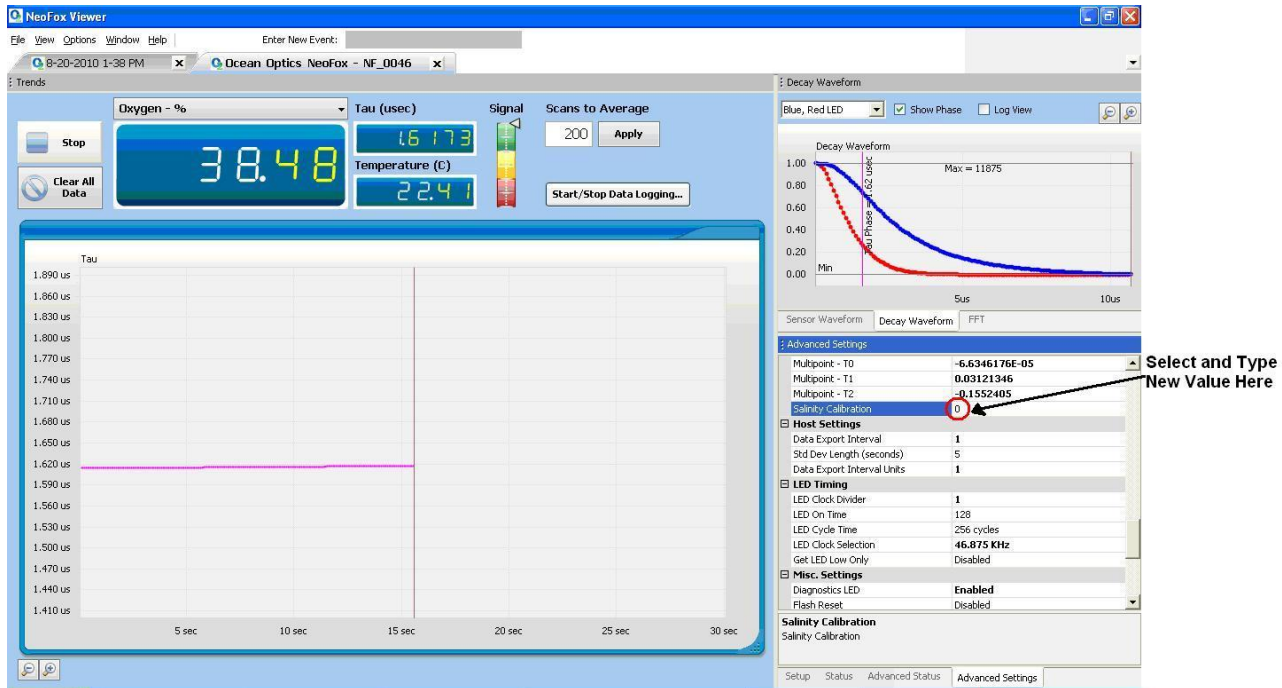 NeoFox Viewer
File View Options Window Help Enter New Event:
8-20-2010 1-38 PM x Ocean Optics NeoFox - NF_0046 x
Trends
Oxygen - %
Tau (usec)
Signal
Scans to Average
Stop
38.48
1.6173
200 Apply
Temperature (C)
Clear All
Data
22.41
Start/Stop Data Logging...
Tau
1.890 us
1.860 us
1.830 us
1.800 us
1.770 us
1.740 us
1.710 us
1.680 us
1.650 us
1.620 us
1.590 us
1.560 us
1.530 us
1.500 us
1.470 us
1.440 us
1.410 us
5 sec 10 sec 15 sec 20 sec 25 sec 30 sec
Decay Waveform
Blue, Red LED Show Phase Log View
Decay Waveform
1.00
0.80
0.60
0.40
0.20
0.00
Max = 11875
Tau Phase = 1.62 usec
Min
5us 10us
Sensor Waveform Decay Waveform FFT
Advanced Settings
Multipoint - T0 -6.6346176E-05
Multipoint - T1 0.03121346
Multipoint - T2 -0.1552405
Salinity Calibration 0
Host Settings
Data Export Interval 1
Std Dev Length (seconds) 5
Data Export Interval Units 1
LED Timing
LED Clock Divider 1
LED On Time 128
LED Cycle Time 256 cycles
LED Clock Selection 46.875 KHz
Get LED Low Only Disabled
Misc. Settings
Diagnostics LED Enabled
Flash Reset Disabled
Salinity Calibration
Salinity Calibration
Setup Status Advanced Status Advanced Settings
Select and Type
New Value Here